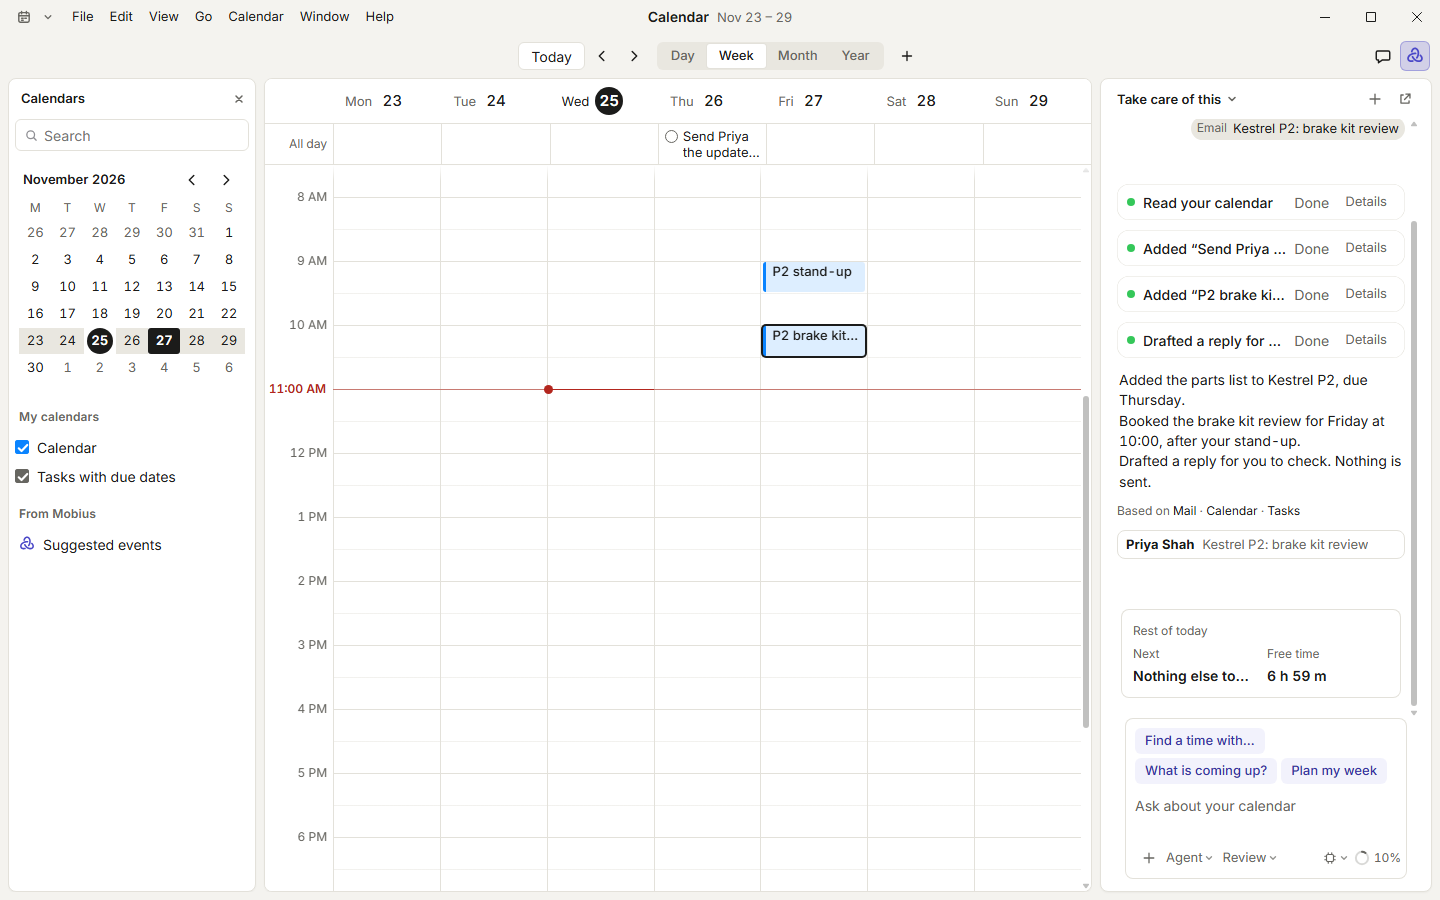 File Edit View Go Calendar Window Help
Calendar Nov 23 – 29
Today
Day Week Month Year
Calendars
Search
November 2026
M T W T F S S
26 27 28 29 30 31 1
2 3 4 5 6 7 8
9 10 11 12 13 14 15
16 17 18 19 20 21 22
23 24 25 26 27 28 29
30 1 2 3 4 5 6
My calendars
Calendar
Tasks with due dates
From Mobius
Suggested events
Mon 23 Tue 24 Wed 25 Thu 26 Fri 27 Sat 28 Sun 29
All day
Send Priya
the update...
8 AM
9 AM
P2 stand-up
10 AM
P2 brake kit...
11:00 AM
12 PM
1 PM
2 PM
3 PM
4 PM
5 PM
6 PM
Take care of this
Email Kestrel P2: brake kit review
Read your calendar Done Details
Added “Send Priya ... Done Details
Added “P2 brake ki... Done Details
Drafted a reply for ... Done Details
Added the parts list to Kestrel P2, due
Thursday.
Booked the brake kit review for Friday at
10:00, after your stand-up.
Drafted a reply for you to check. Nothing is
sent.
Based on Mail · Calendar · Tasks
Priya Shah Kestrel P2: brake kit review
Rest of today
Next Free time
Nothing else to... 6 h 59 m
Find a time with...
What is coming up? Plan my week
Ask about your calendar
Agent Review 10%